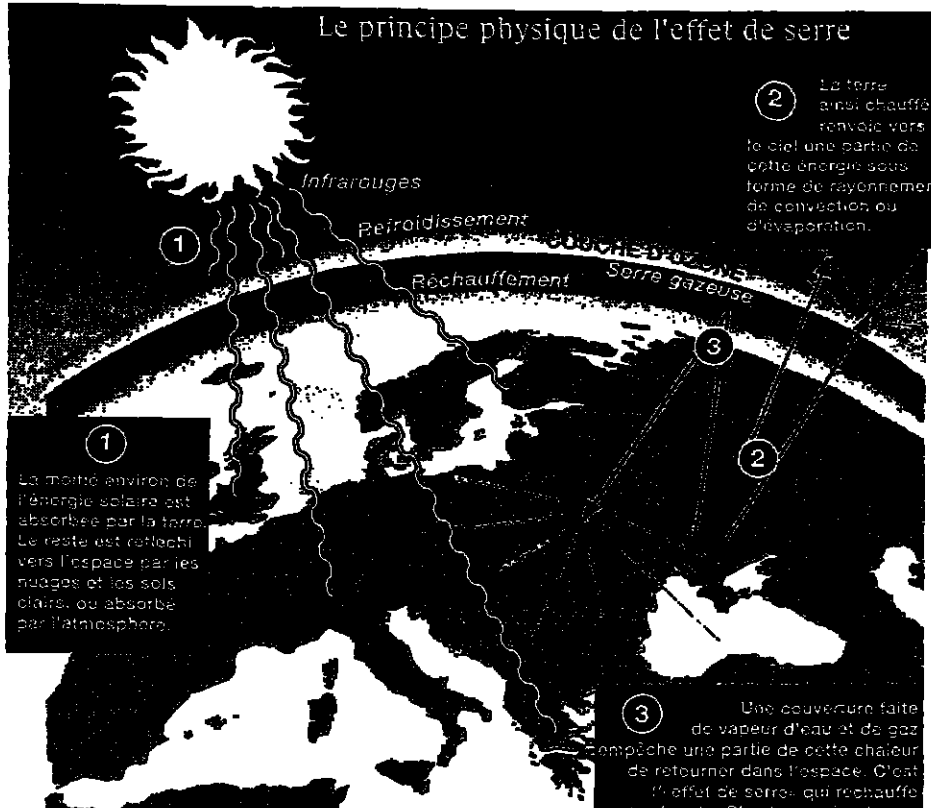 Le principe physique de l'effet de serre
2
La terre
ainsi chauffé
renvoie vers
le ciel une partie de
cette énergie sous
forme de rayonnemen
de convection ou
d'évaporation.
Infrarouges
1
Refroidissement
COUCHE D'OZONE
Réchauffement
Serre gazeuse
3
2
1
La moitié environ de
l'énergie solaire est
absorbée par la terre.
Le reste est réfléchi
vers l'espace par les
nuages et les sols
clairs, ou absorbé
par l'atmosphère.
3
Une couverture faite
de vapeur d'eau et de gaz
empêche une partie de cette chaleur
de retourner dans l'espace. C'est
l'« effet de serre» qui réchauffe